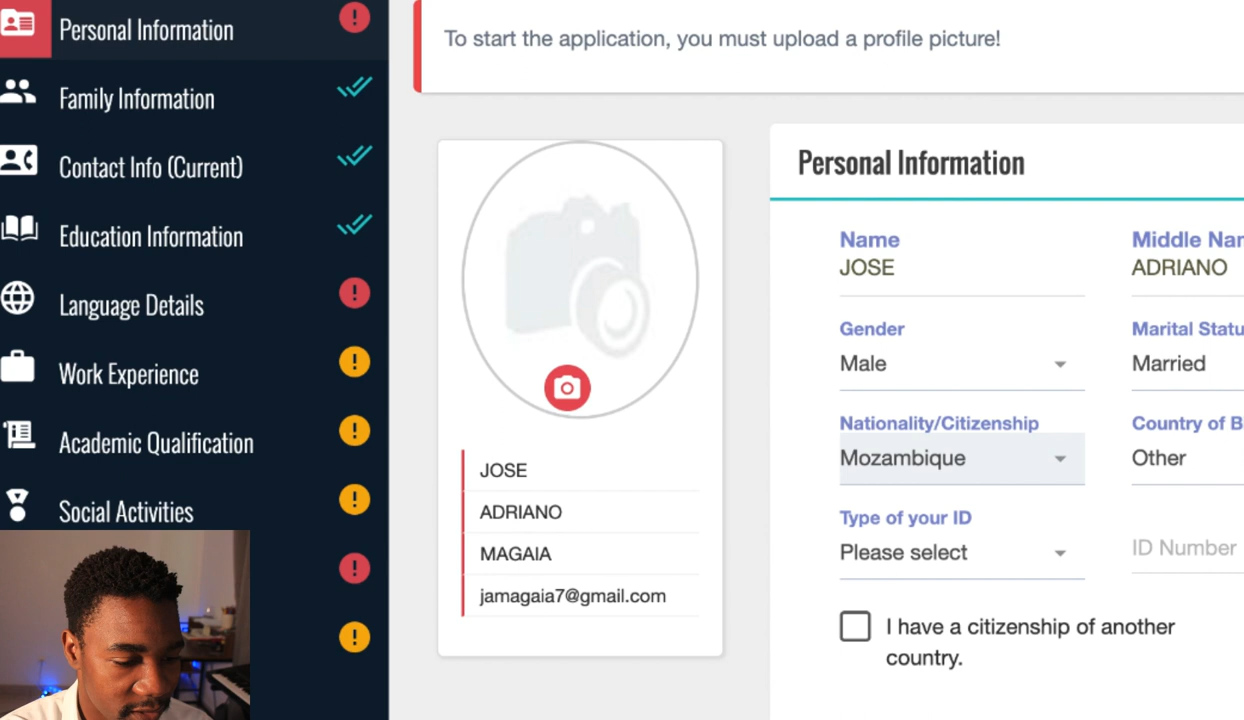 Personal Information
Family Information
Contact Info (Current)
Education Information
Language Details
Work Experience
Academic Qualification
Social Activities
To start the application, you must upload a profile picture!
JOSE
ADRIANO
MAGAIA
jamagaia7@gmail.com
Personal Information
Name
JOSE
Middle Nam
ADRIANO
Gender
Male
Marital Statu
Married
Nationality/Citizenship
Mozambique
Country of B
Other
Type of your ID
Please select
ID Number
I have a citizenship of another
country.